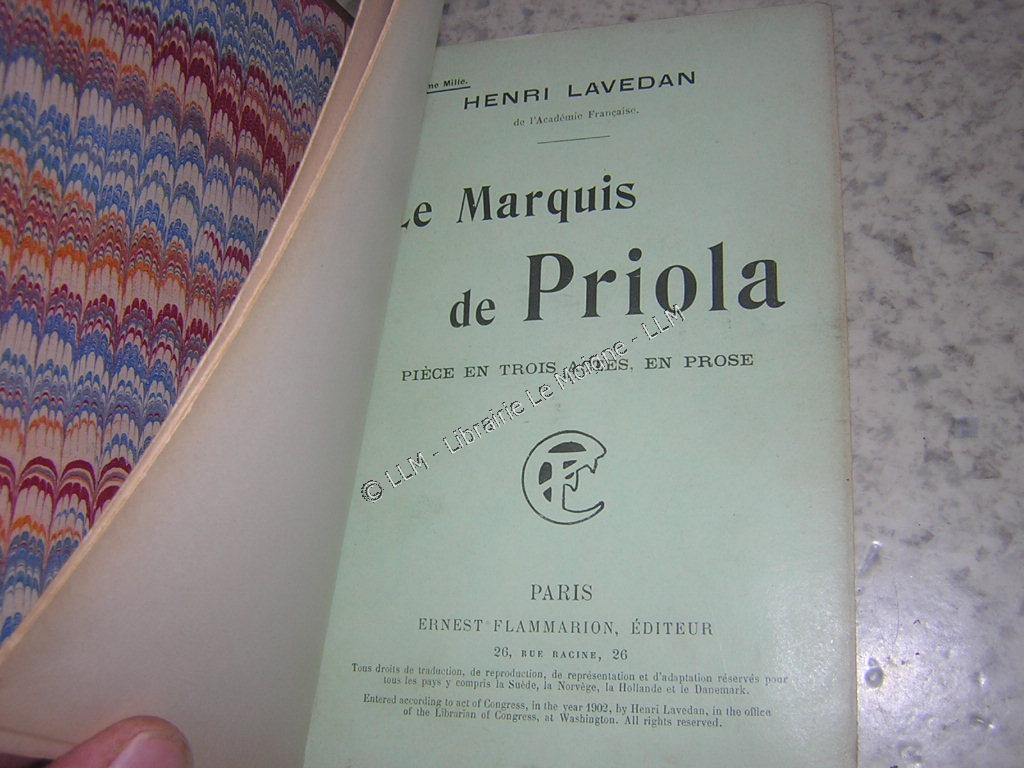 Mille.
HENRI LAVEDAN
de l'Académie Française.
Le Marquis
de Priola
PIÈCE EN TROIS ACTES, EN PROSE
© LLM - Librairie Le Moigne - LLM
PARIS
ERNEST FLAMMARION, ÉDITEUR
26, RUE RACINE, 26
Tous droits de traduction, de reproduction, de représentation et d'adaptation réservés pour
tous les pays y compris la Suède, la Norvège, la Hollande et le Danemark.
Entered according to act of Congress, in the year 1902, by Henri Lavedan, in the office
of the Librarian of Congress, at Washington. All rights reserved.